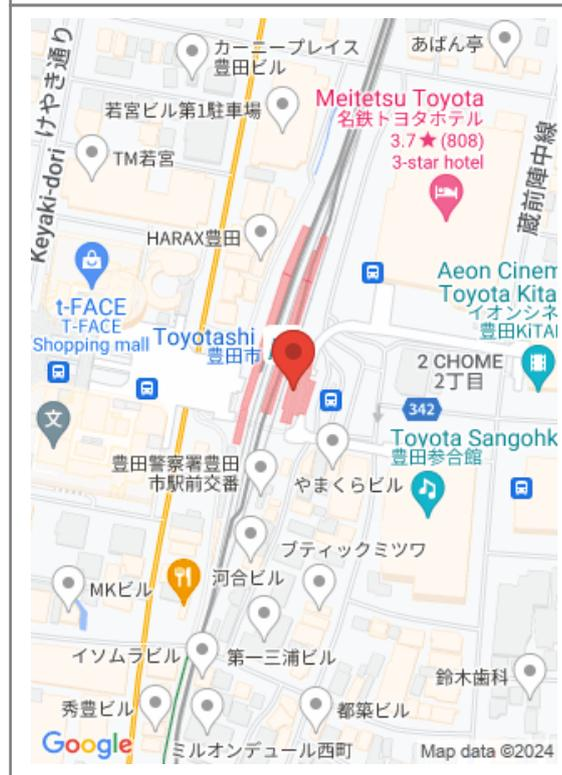 カーニープレイス
豊田ビル
あばん亭
Keyaki-dori けやき通り
若宮ビル第1駐車場
Meitetsu Toyota
名鉄トヨタホテル
3.7★(808)
3-star hotel
TM若宮
蔵前陣中線
HARAX豊田
t-FACE
T-FACE
Shopping mall
Aeon Cinem
Toyota Kita
イオンシネ
豊田KiTAI
Toyotashi
豊田市
2 CHOME
2丁目
342
文
Toyota Sangohk
豊田参合館
豊田警察署豊田
市駅前交番
やまくらビル
ブティックミツワ
河合ビル
MKビル
イソムラビル
第一三浦ビル
鈴木歯科
秀豊ビル
都築ビル
ミルオンデュール西町
Google
Map data ©2024